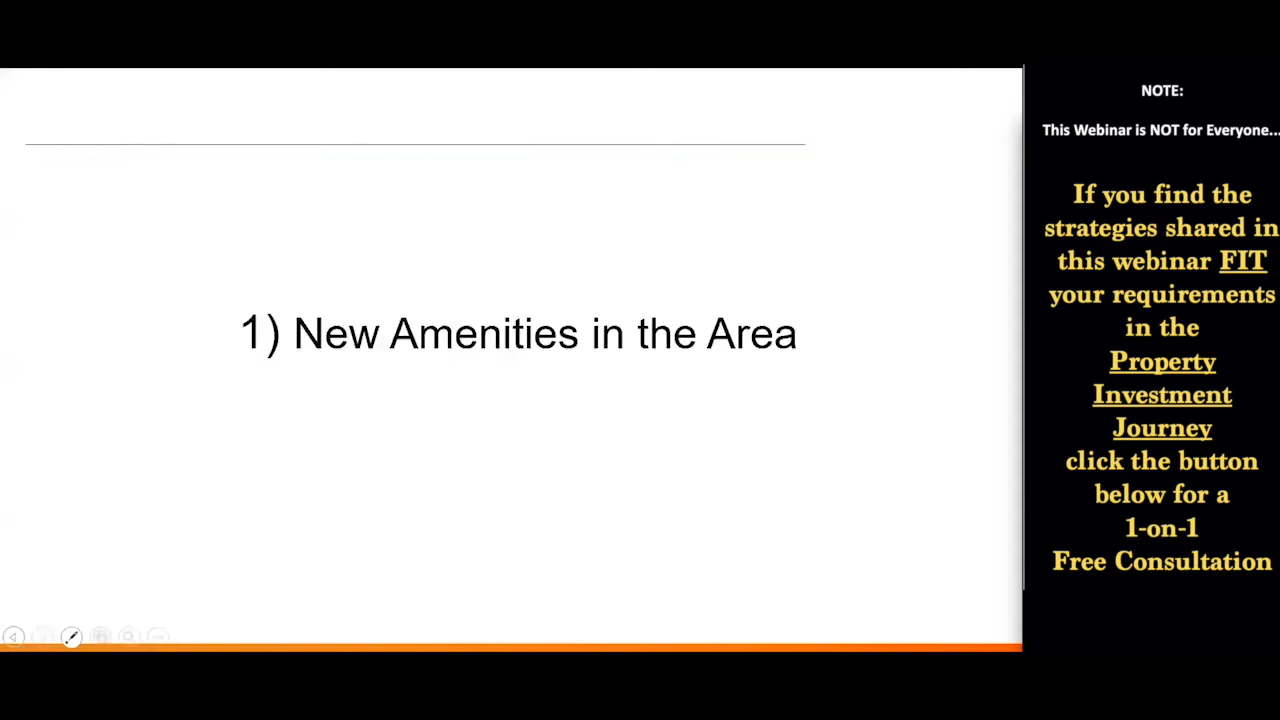 1) New Amenities in the Area
NOTE:
This Webinar is NOT for Everyone...
If you find the
strategies shared in
this webinar FIT
your requirements
in the
Property
Investment
Journey
click the button
below for a
1-on-1
Free Consultation